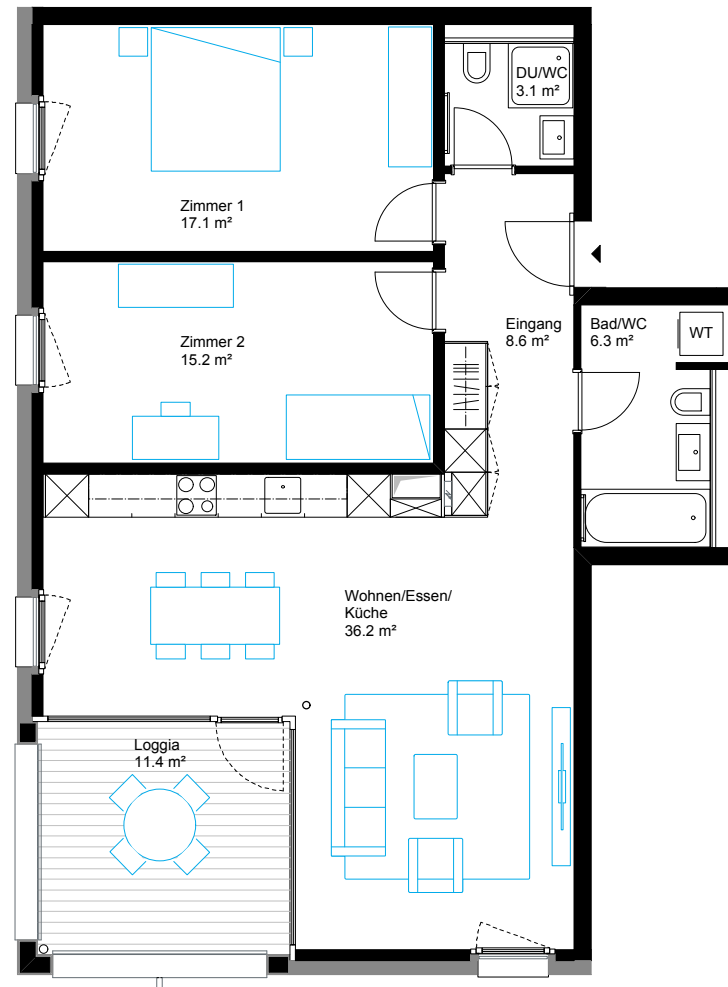 DU/WC
3.1 m²
Zimmer 1
17.1 m²
Zimmer 2
15.2 m²
Eingang
8.6 m²
Bad/WC
6.3 m²
WT
Wohnen/Essen/
Küche
36.2 m²
Loggia
11.4 m²